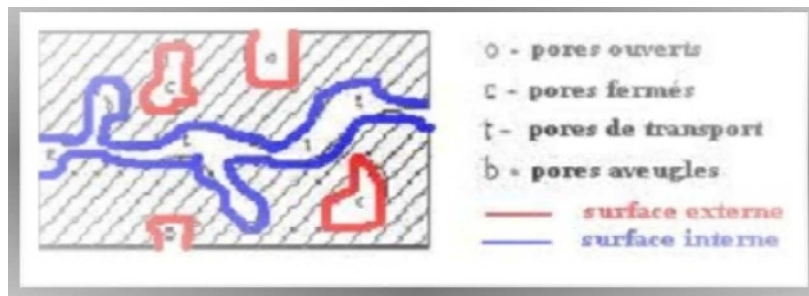 o - pores ouverts
c - pores fermés
t - pores de transport
b - pores aveugles
surface externe
surface interne